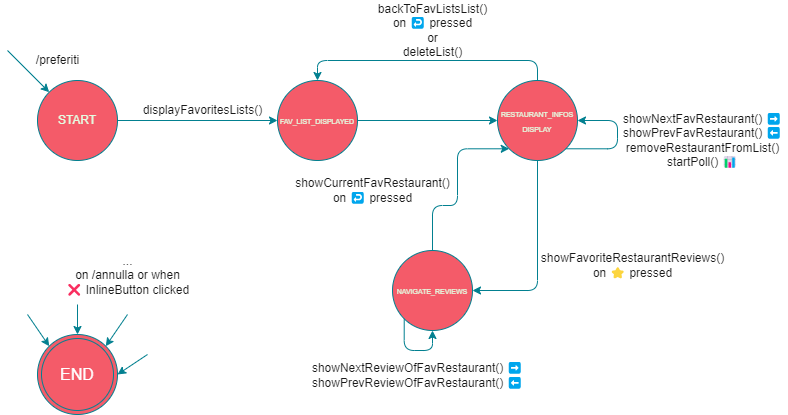 backToFavListsList()
on ↩️ pressed
or
deleteList()
/preferiti
START
displayFavoritesLists()
FAV_LIST_DISPLAYED
RESTAURANT_INFOS
DISPLAY
showNextFavRestaurant() ➡️
showPrevFavRestaurant() ⬅️
removeRestaurantFromList()
startPoll() 📊
showCurrentFavRestaurant()
on ↩️ pressed
showFavoriteRestaurantReviews()
on ⭐ pressed
NAVIGATE_REVIEWS
showNextReviewOfFavRestaurant() ➡️
showPrevReviewOfFavRestaurant() ⬅️
...
on /annulla or when
❌ InlineButton clicked
END